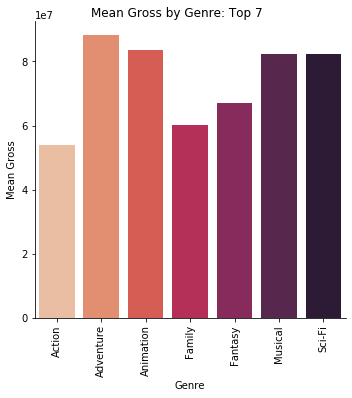 Mean Gross by Genre: Top 7
1e7
8
6
4
2
0
Mean Gross
Action
Adventure
Animation
Family
Fantasy
Musical
Sci-Fi
Genre